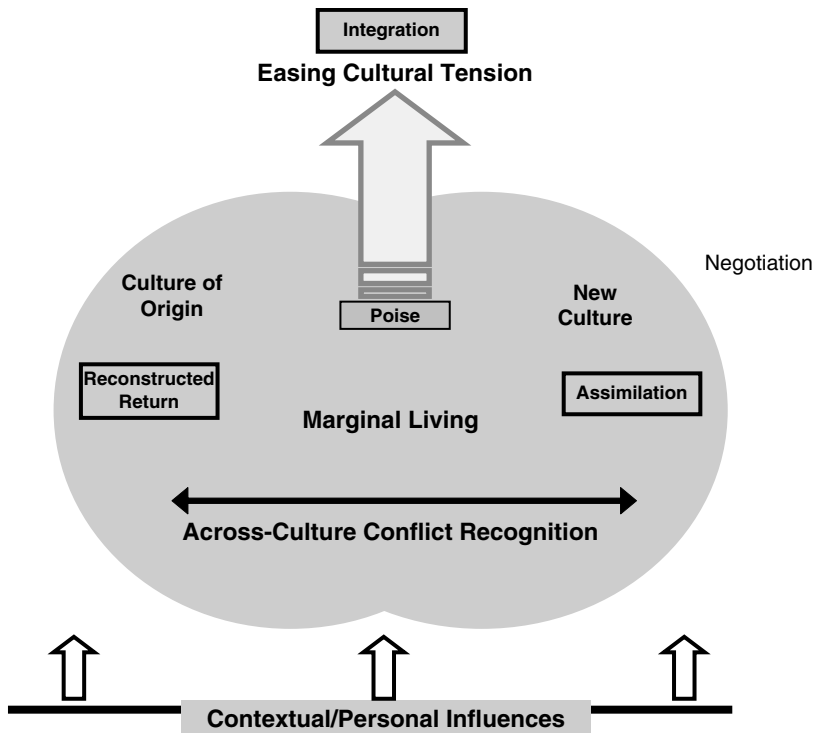 Integration
Easing Cultural Tension
Negotiation
Culture of
Origin
New
Culture
Poise
Reconstructed
Return
Assimilation
Marginal Living
Across-Culture Conflict Recognition
Contextual/Personal Influences